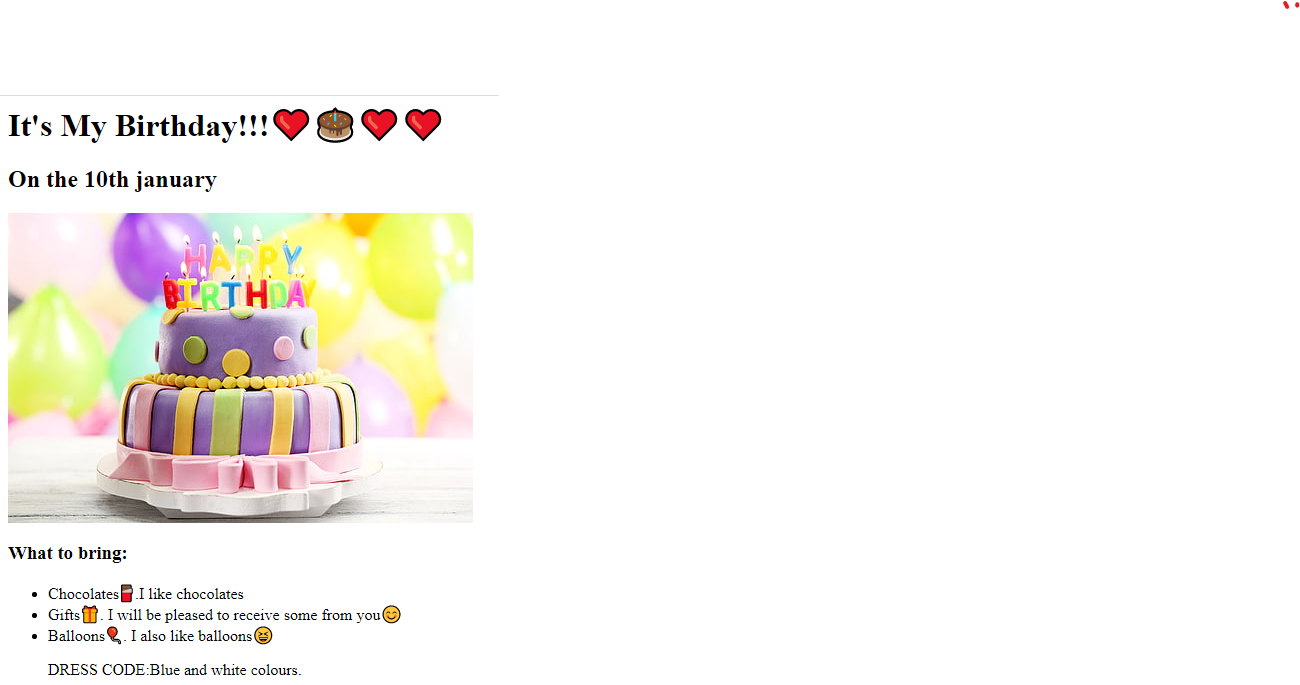 It's My Birthday!!!❤️🎂❤️❤️
On the 10th january
HAPPY
BIRTHDAY
What to bring:
• Chocolates🍫.I like chocolates
• Gifts🎁. I will be pleased to receive some from you😊
• Balloons🎈. I also like balloons😆
DRESS CODE:Blue and white colours.